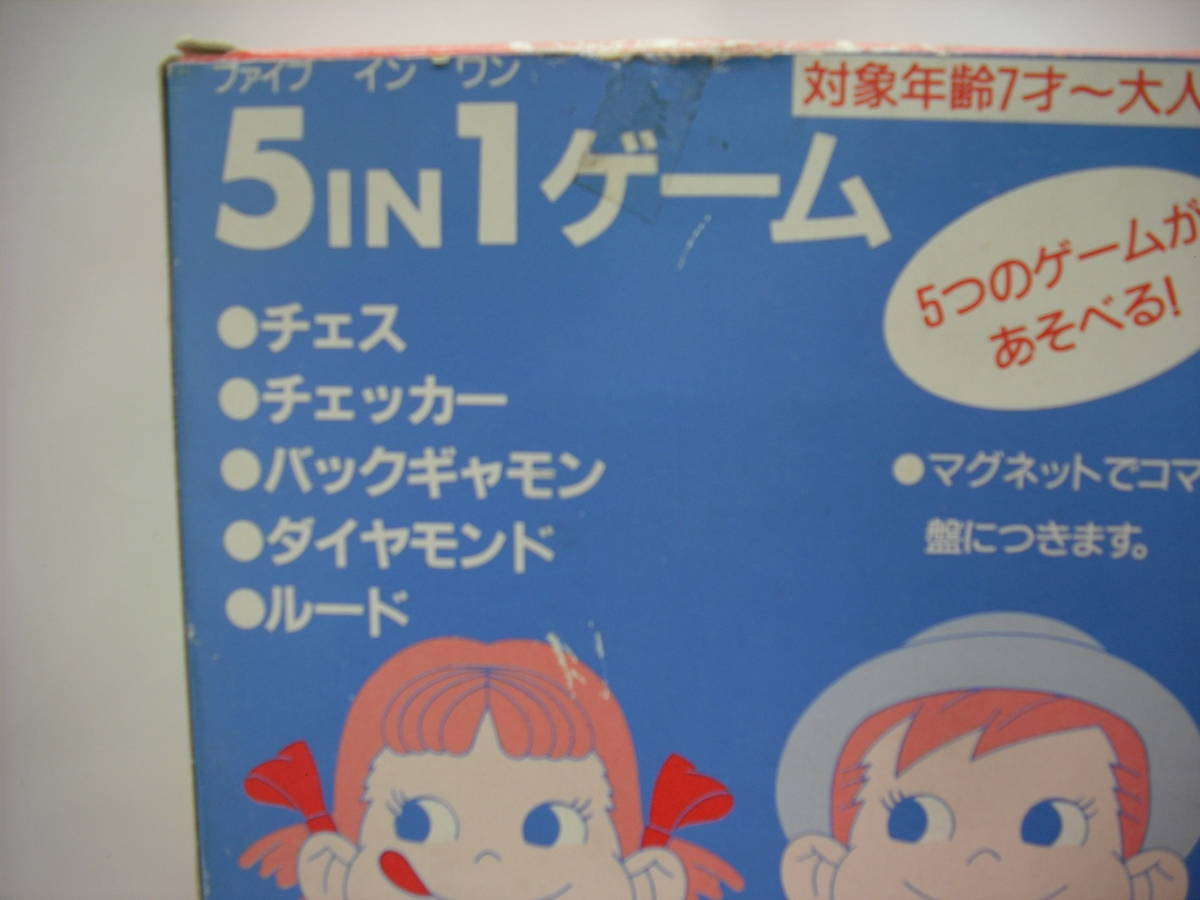 ファイブ イン ワン
5IN1ゲーム
対象年齢7才～大人
5つのゲームが
あそべる!
●チェス
●チェッカー
●バックギャモン
●ダイヤモンド
●ルード
●マグネットでコマ
盤につきます。